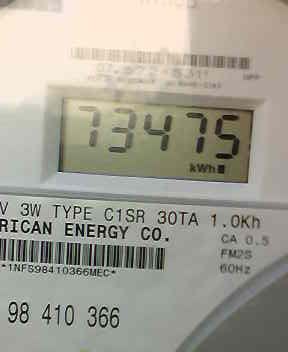 73475
kWh
V 3W TYPE C1SR 30TA 1.0Kh
RICAN ENERGY CO.
CA 0.5
FM2S
60Hz
*1NFS98410366MEC*
98 410 366